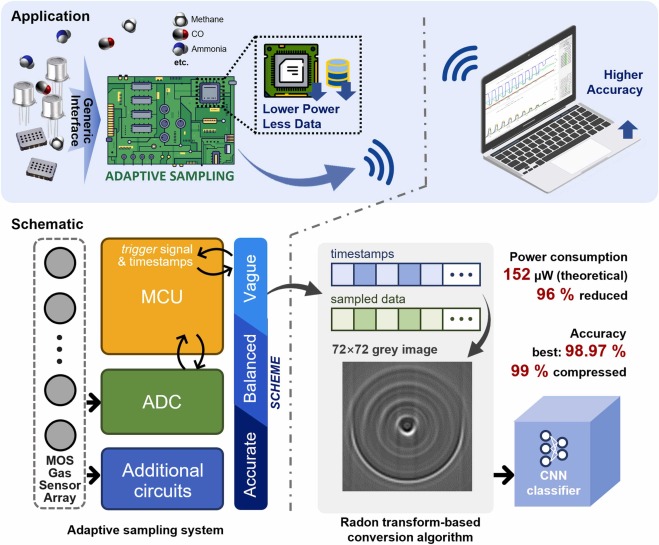 Application
Methane
CO
Ammonia
etc.
Generic
Interface
ADAPTIVE SAMPLING
Lower Power
Less Data
Higher
Accuracy
Schematic
trigger signal
& timestamps
MCU
ADC
Additional
circuits
MOS
Gas
Sensor
Array
Vague
Balanced
Accurate
SCHEME
Adaptive sampling system
timestamps
sampled data
72×72 grey image
Radon transform-based
conversion algorithm
Power consumption
152 µW (theoretical)
96 % reduced
Accuracy
best: 98.97 %
99 % compressed
CNN
classifier